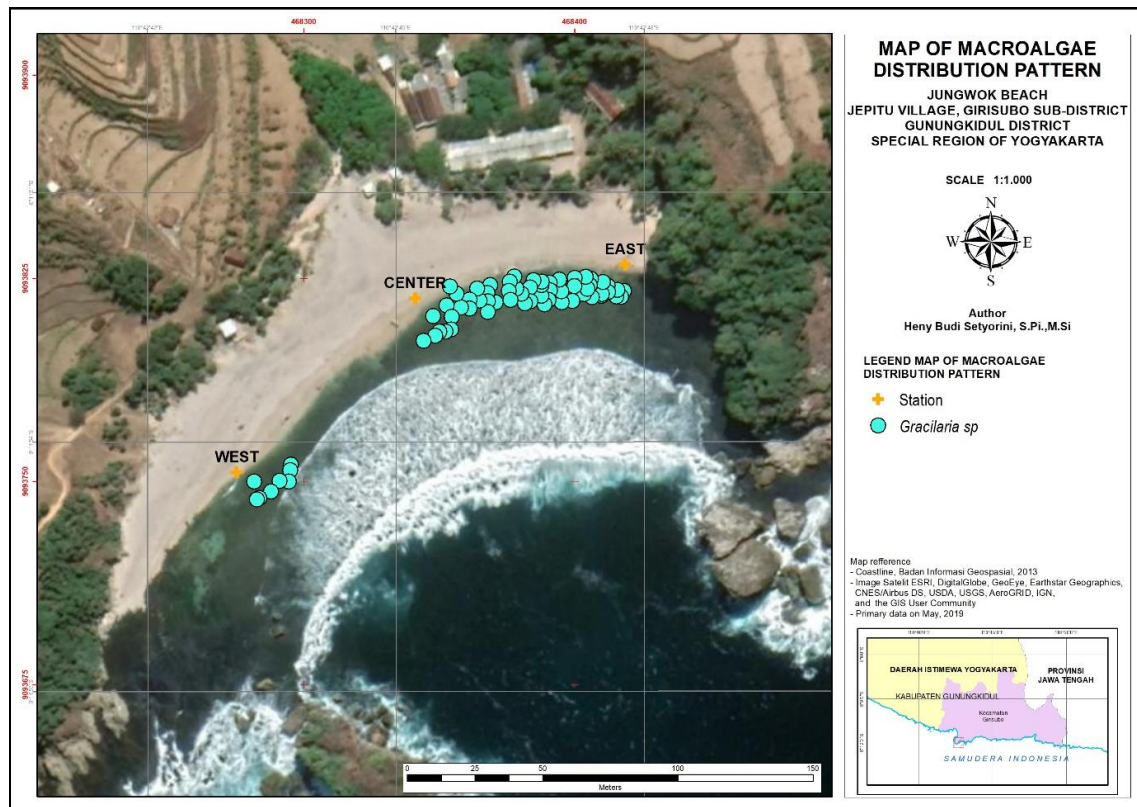 468300
468400
9093900
9093825
9093750
9093675
EAST
CENTER
WEST
0 25 50 100 150
Meters
MAP OF MACROALGAE
DISTRIBUTION PATTERN
JUNGWOK BEACH
JEPITU VILLAGE, GIRISUBO SUB-DISTRICT
GUNUNGKIDUL DISTRICT
SPECIAL REGION OF YOGYAKARTA
SCALE 1:1.000
N
W E
S
Author
Heny Budi Setyorini, S.Pi.,M.Si
LEGEND MAP OF MACROALGAE
DISTRIBUTION PATTERN
Station
Gracilaria sp
Map refference
- Coastline, Badan Informasi Geospasial, 2013
- Image Satelit ESRI, DigitalGlobe, GeoEye, Earthstar Geographics,
CNES/Airbus DS, USDA, USGS, AeroGRID, IGN,
and the GIS User Community
- Primary data on May, 2019
DAERAH ISTIMEWA YOGYAKARTA
PROVINSI
JAWA TENGAH
KABUPATEN GUNUNGKIDUL
Kecamatan
Girisubo
SAMUDERA INDONESIA